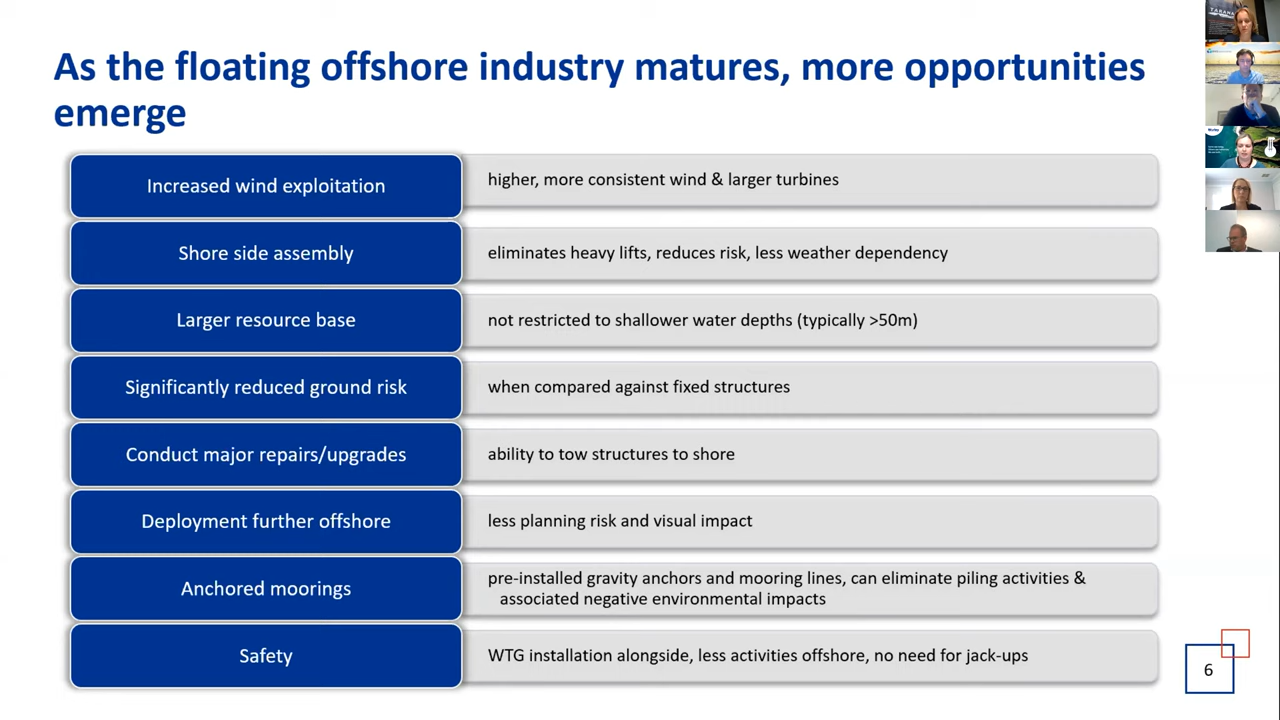 As the floating offshore industry matures, more opportunities
emerge
Increased wind exploitation
higher, more consistent wind & larger turbines
Shore side assembly
eliminates heavy lifts, reduces risk, less weather dependency
Larger resource base
not restricted to shallower water depths (typically >50m)
Significantly reduced ground risk
when compared against fixed structures
Conduct major repairs/upgrades
ability to tow structures to shore
Deployment further offshore
less planning risk and visual impact
Anchored moorings
pre-installed gravity anchors and mooring lines, can eliminate piling activities &
associated negative environmental impacts
Safety
WTG installation alongside, less activities offshore, no need for jack-ups
6